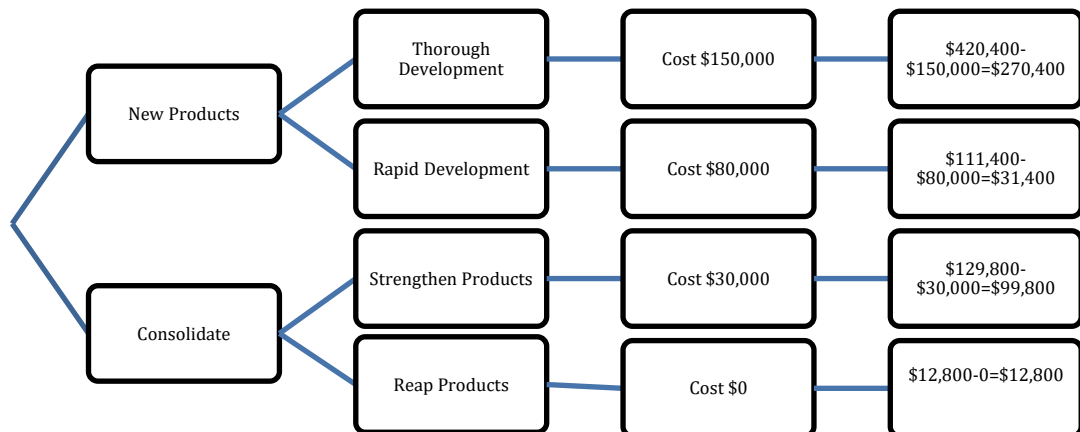 New Products
Thorough
Development
Cost $150,000
$420,400-
$150,000=$270,400
Rapid Development
Cost $80,000
$111,400-
$80,000=$31,400
Consolidate
Strengthen Products
Cost $30,000
$129,800-
$30,000=$99,800
Reap Products
Cost $0
$12,800-0=$12,800